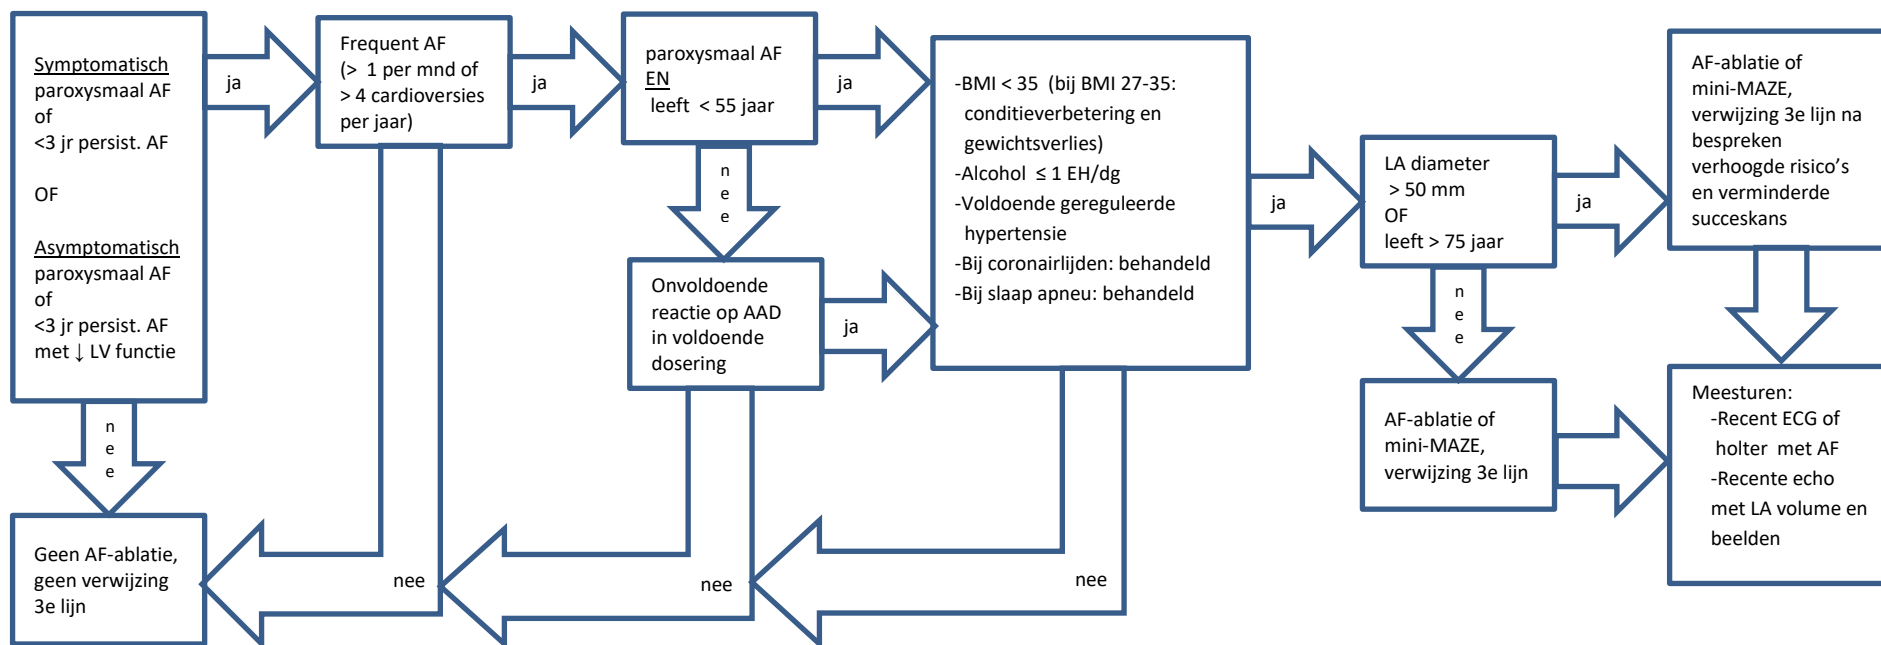 Symptomatisch
paroxysmaal AF
of
<3 jr persist. AF
OF
Asymptomatisch
paroxysmaal AF
of
<3 jr persist. AF
met ↓ LV functie
ja
nee
Frequent AF
(> 1 per mnd of
> 4 cardioversies
per jaar)
ja
nee
paroxysmaal AF
EN
leeft < 55 jaar
ja
nee
Onvoldoende
reactie op AAD
in voldoende
dosering
ja
nee
-BMI < 35 (bij BMI 27-35:
conditieverbetering en
gewichtsverlies)
-Alcohol ≤ 1 EH/dg
-Voldoende gereguleerde
hypertensie
-Bij coronairlijden: behandeld
-Bij slaap apneu: behandeld
ja
nee
LA diameter
> 50 mm
OF
leeft > 75 jaar
ja
nee
AF-ablatie of
mini-MAZE,
verwijzing 3e lijn na
bespreken
verhoogde risico's
en verminderde
succeskans
AF-ablatie of
mini-MAZE,
verwijzing 3e lijn
Meesturen:
-Recent ECG of
holter met AF
-Recente echo
met LA volume en
beelden
Geen AF-ablatie,
geen verwijzing
3e lijn